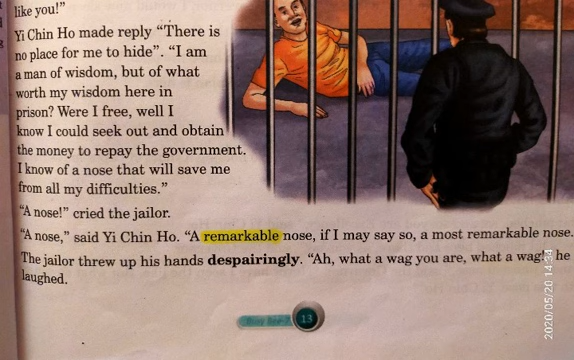 like you!”
Yi Chin Ho made reply “There is
no place for me to hide”. “I am
a man of wisdom, but of what
worth my wisdom here in
prison? Were I free, well I
know I could seek out and obtain
the money to repay the government.
I know of a nose that will save me
from all my difficulties.”
“A nose!” cried the jailor.
“A nose,” said Yi Chin Ho. “A remarkable nose, if I may say so, a most remarkable nose.
The jailor threw up his hands despairingly. “Ah, what a wag you are, what a wag!” he
laughed.
13
2020/05/20 14:34